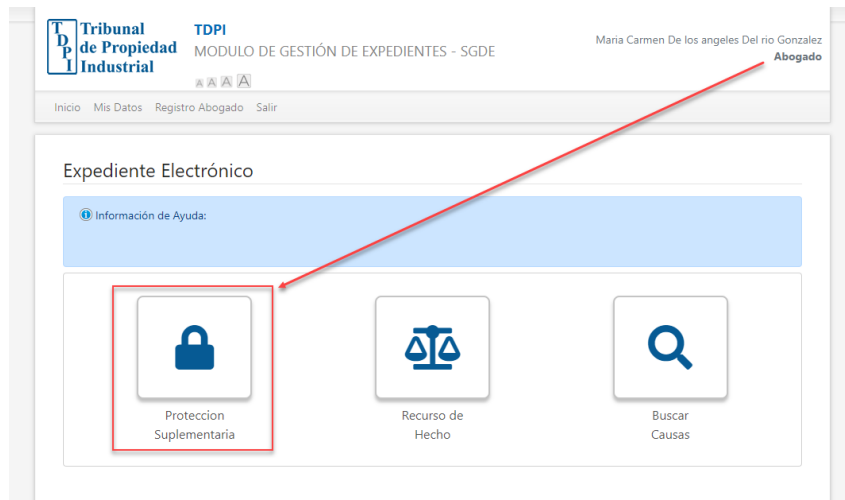 Tribunal
de Propiedad
Industrial
TDPI
TDPI
MODULO DE GESTIÓN DE EXPEDIENTES - SGDE
A A A A
Maria Carmen De los angeles Del rio Gonzalez
Abogado
Inicio Mis Datos Registro Abogado Salir
Expediente Electrónico
Información de Ayuda:
Proteccion
Suplementaria
Recurso de
Hecho
Buscar
Causas